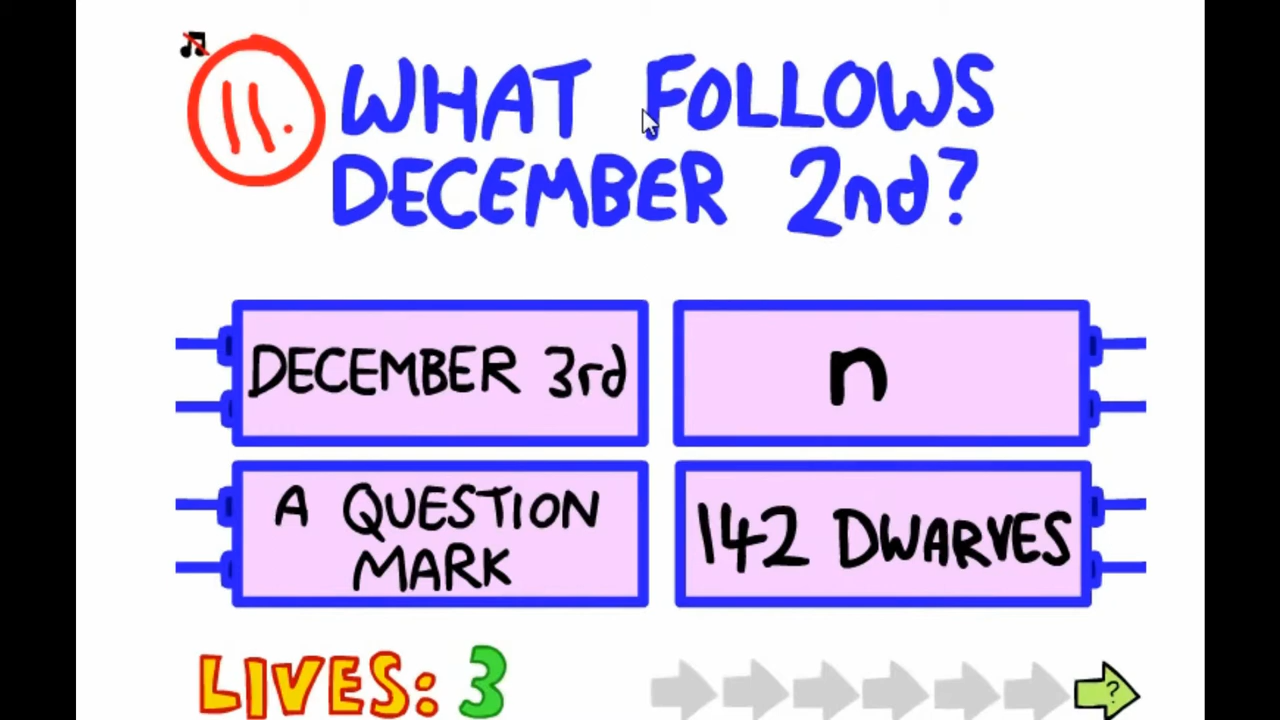 11. WHAT FOLLOWS
DECEMBER 2nd?
DECEMBER 3rd
n
A QUESTION
MARK
142 DWARVES
LIVES: 3
?